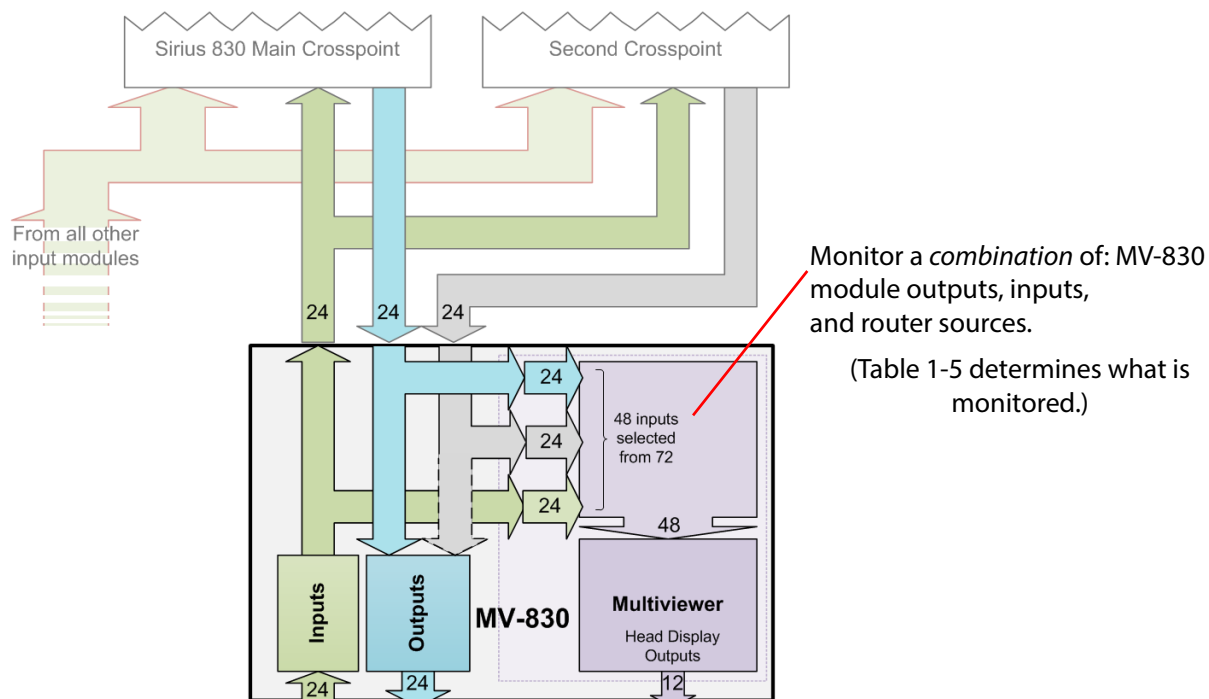 Sirius 830 Main Crosspoint
Second Crosspoint
From all other
input modules
Monitor a combination of: MV-830
module outputs, inputs,
and router sources.
(Table 1-5 determines what is
monitored.)
24
24
24
24
48 inputs
selected
from 72
24
24
48
Inputs
Outputs
MV-830
Multiviewer
Head Display
Outputs
24
24
12